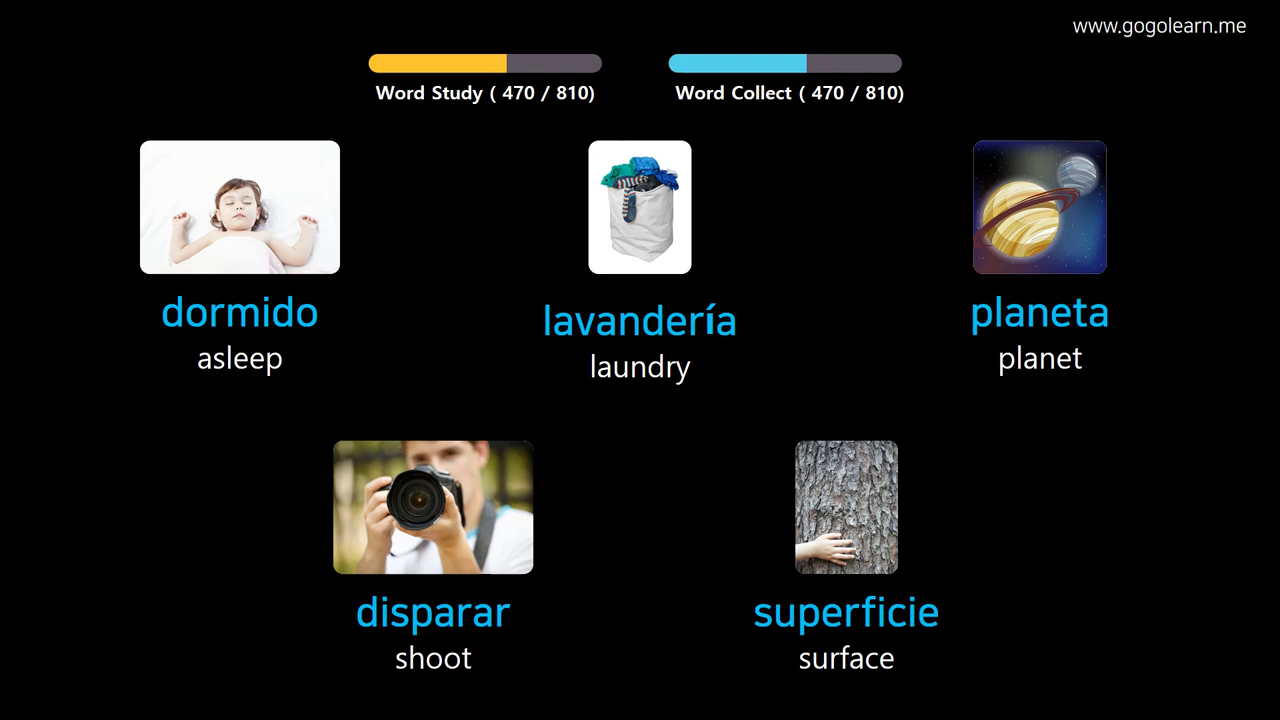 www.gogolearn.me
Word Study ( 470 / 810)
Word Collect ( 470 / 810)
dormido
asleep
lavandería
laundry
planeta
planet
disparar
shoot
superficie
surface